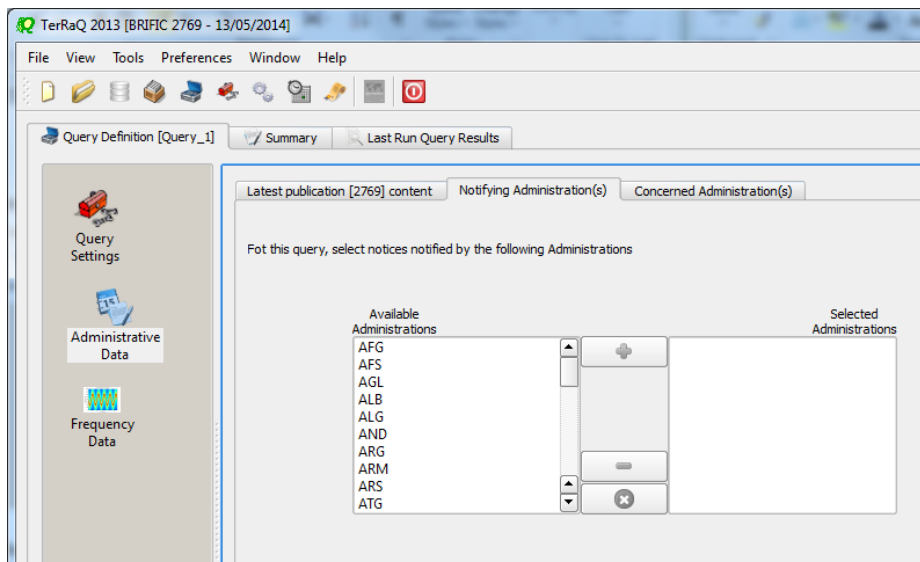 TerRaQ 2013 [BRIFIC 2769 - 13/05/2014]
File View Tools Preferences Window Help
Query Definition [Query_1] Summary Last Run Query Results
Latest publication [2769] content Notifying Administration(s) Concerned Administration(s)
Query
Settings
Fot this query, select notices notified by the following Administrations
Administrative
Data
Frequency
Data
Available
Administrations
Selected
Administrations
AFG
AFS
AGL
ALB
ALG
AND
ARG
ARM
ARS
ATG